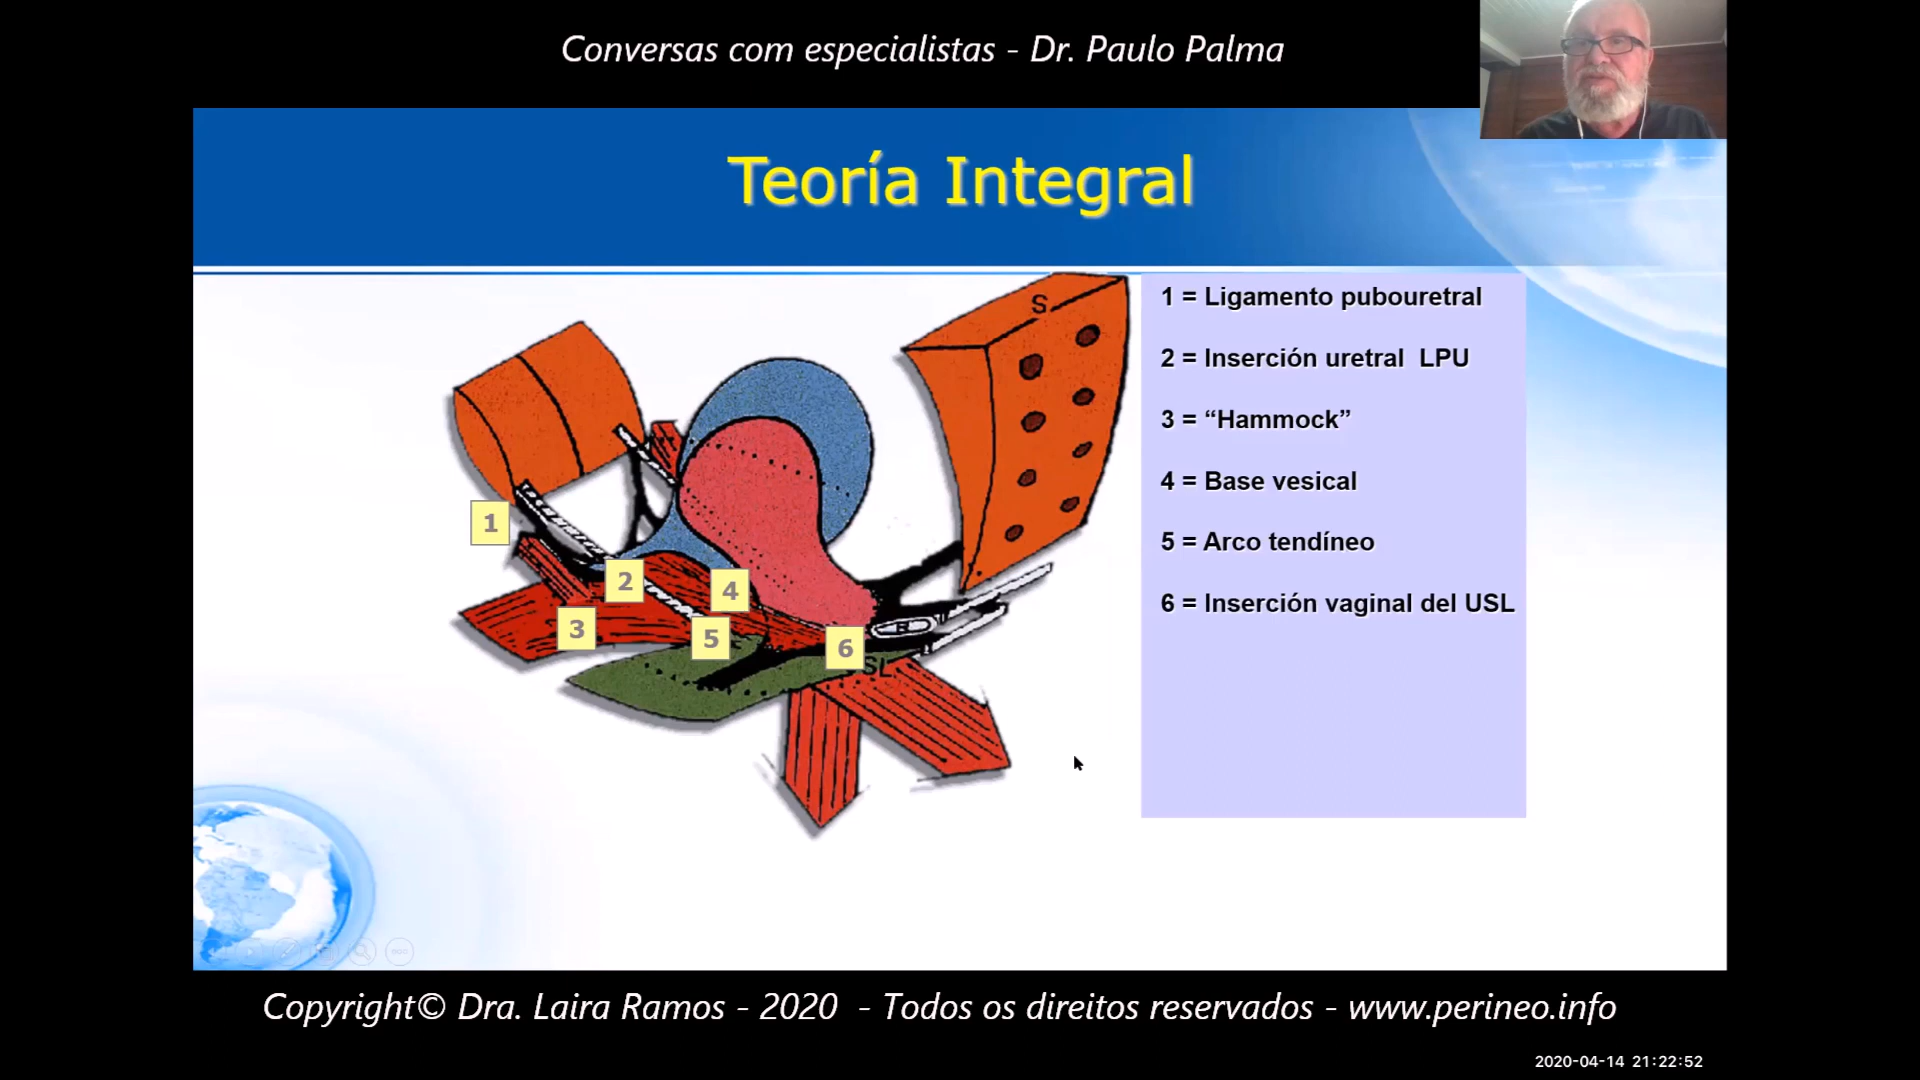 Conversas com especialistas - Dr. Paulo Palma
Teoría Integral
S
1 = Ligamento pubouretral
2 = Inserción uretral LPU
3 = “Hammock”
4 = Base vesical
5 = Arco tendíneo
6 = Inserción vaginal del USL
1
2
4
3
5
6
SL
Copyright© Dra. Laira Ramos - 2020 - Todos os direitos reservados - www.perineo.info
2020-04-14 21:22:52